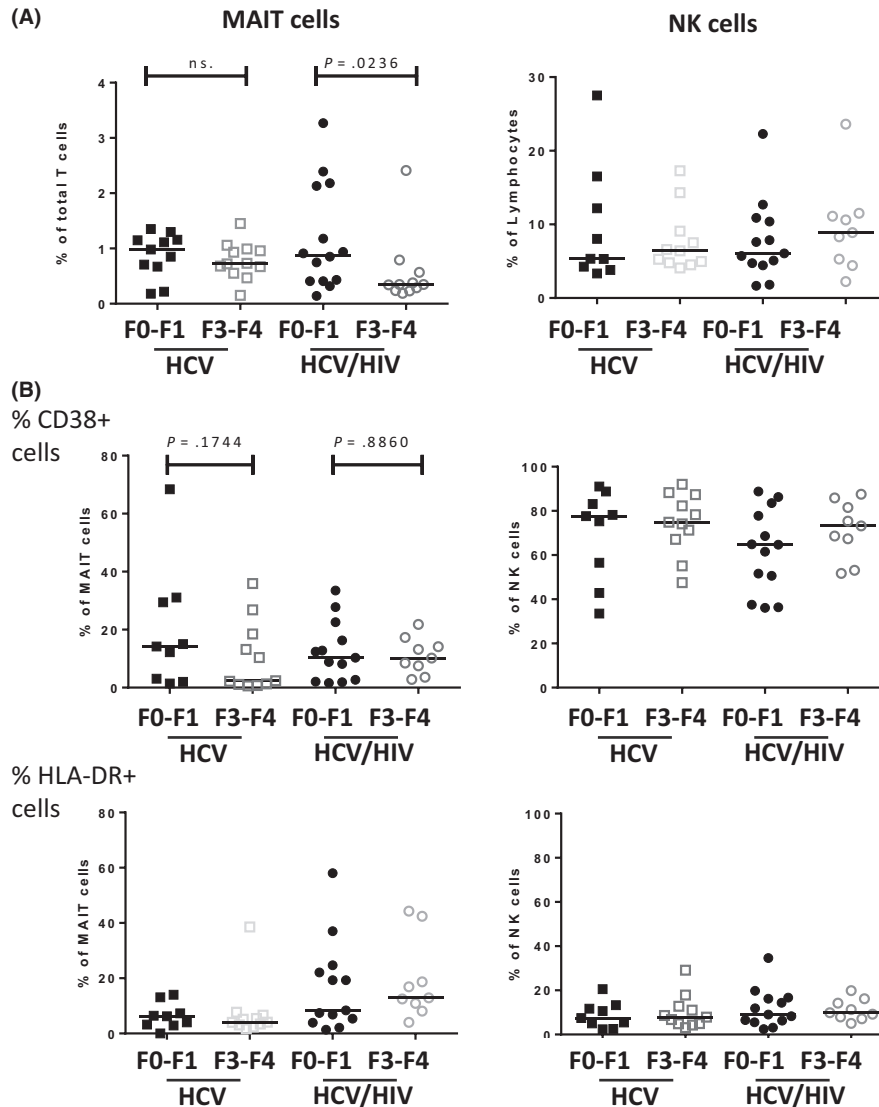 (A)
MAIT cells
NK cells
ns.
P = .0236
% of total T cells
4
3
2
1
0
F0-F1 F3-F4 F0-F1 F3-F4
HCV HCV/HIV
% of Lymphocytes
30
20
10
0
F0-F1 F3-F4 F0-F1 F3-F4
HCV HCV/HIV
(B)
% CD38+
cells
P = .1744
P = .8860
% of MAIT cells
80
60
40
20
0
F0-F1 F3-F4 F0-F1 F3-F4
HCV HCV/HIV
% of NK cells
100
80
60
40
20
0
F0-F1 F3-F4 F0-F1 F3-F4
HCV HCV/HIV
% HLA-DR+
cells
% of MAIT cells
80
60
40
20
0
F0-F1 F3-F4 F0-F1 F3-F4
HCV HCV/HIV
% of NK cells
100
80
60
40
20
0
F0-F1 F3-F4 F0-F1 F3-F4
HCV HCV/HIV